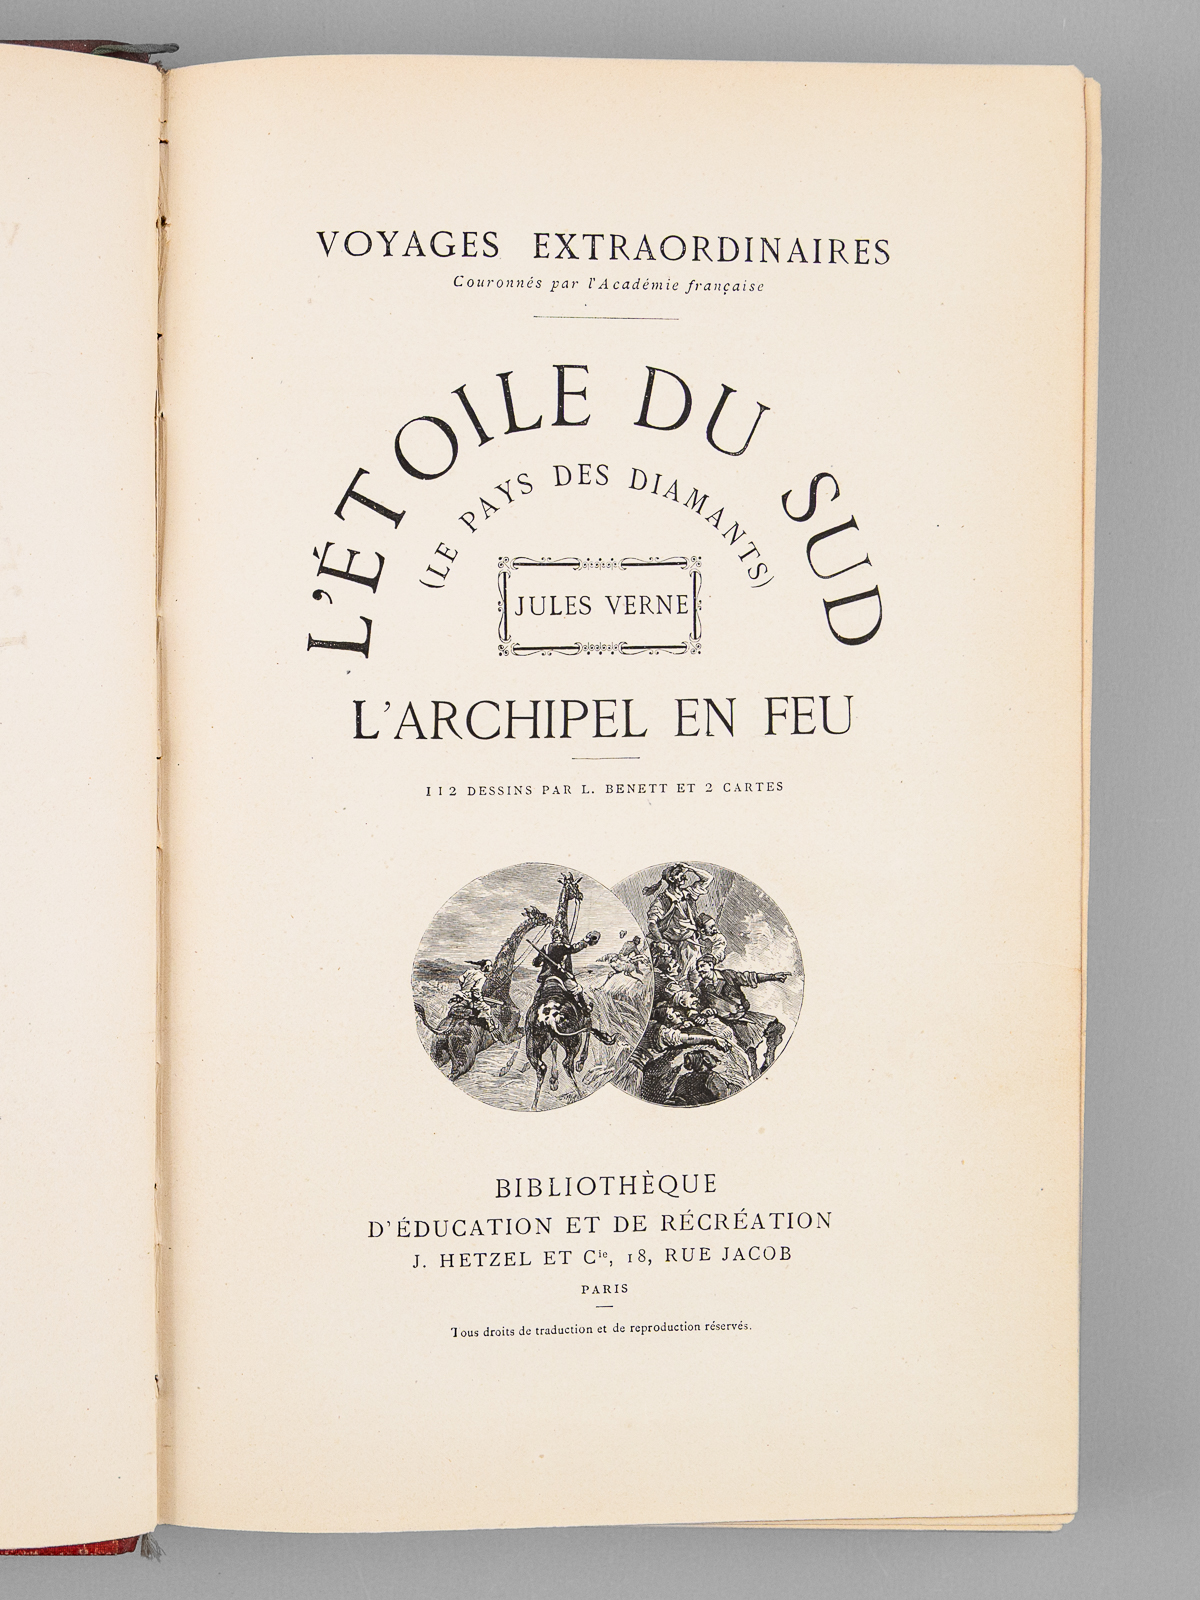 VOYAGES EXTRAORDINAIRES
Couronnés par l'Académie française
L'ÉTOILE DU SUD
(LE PAYS DES DIAMANTS)
JULES VERNE
L'ARCHIPEL EN FEU
112 DESSINS PAR L. BENETT ET 2 CARTES
BIBLIOTHÈQUE
D'ÉDUCATION ET DE RÉCRÉATION
J. HETZEL ET Cie, 18, RUE JACOB
PARIS
Tous droits de traduction et de reproduction réservés.